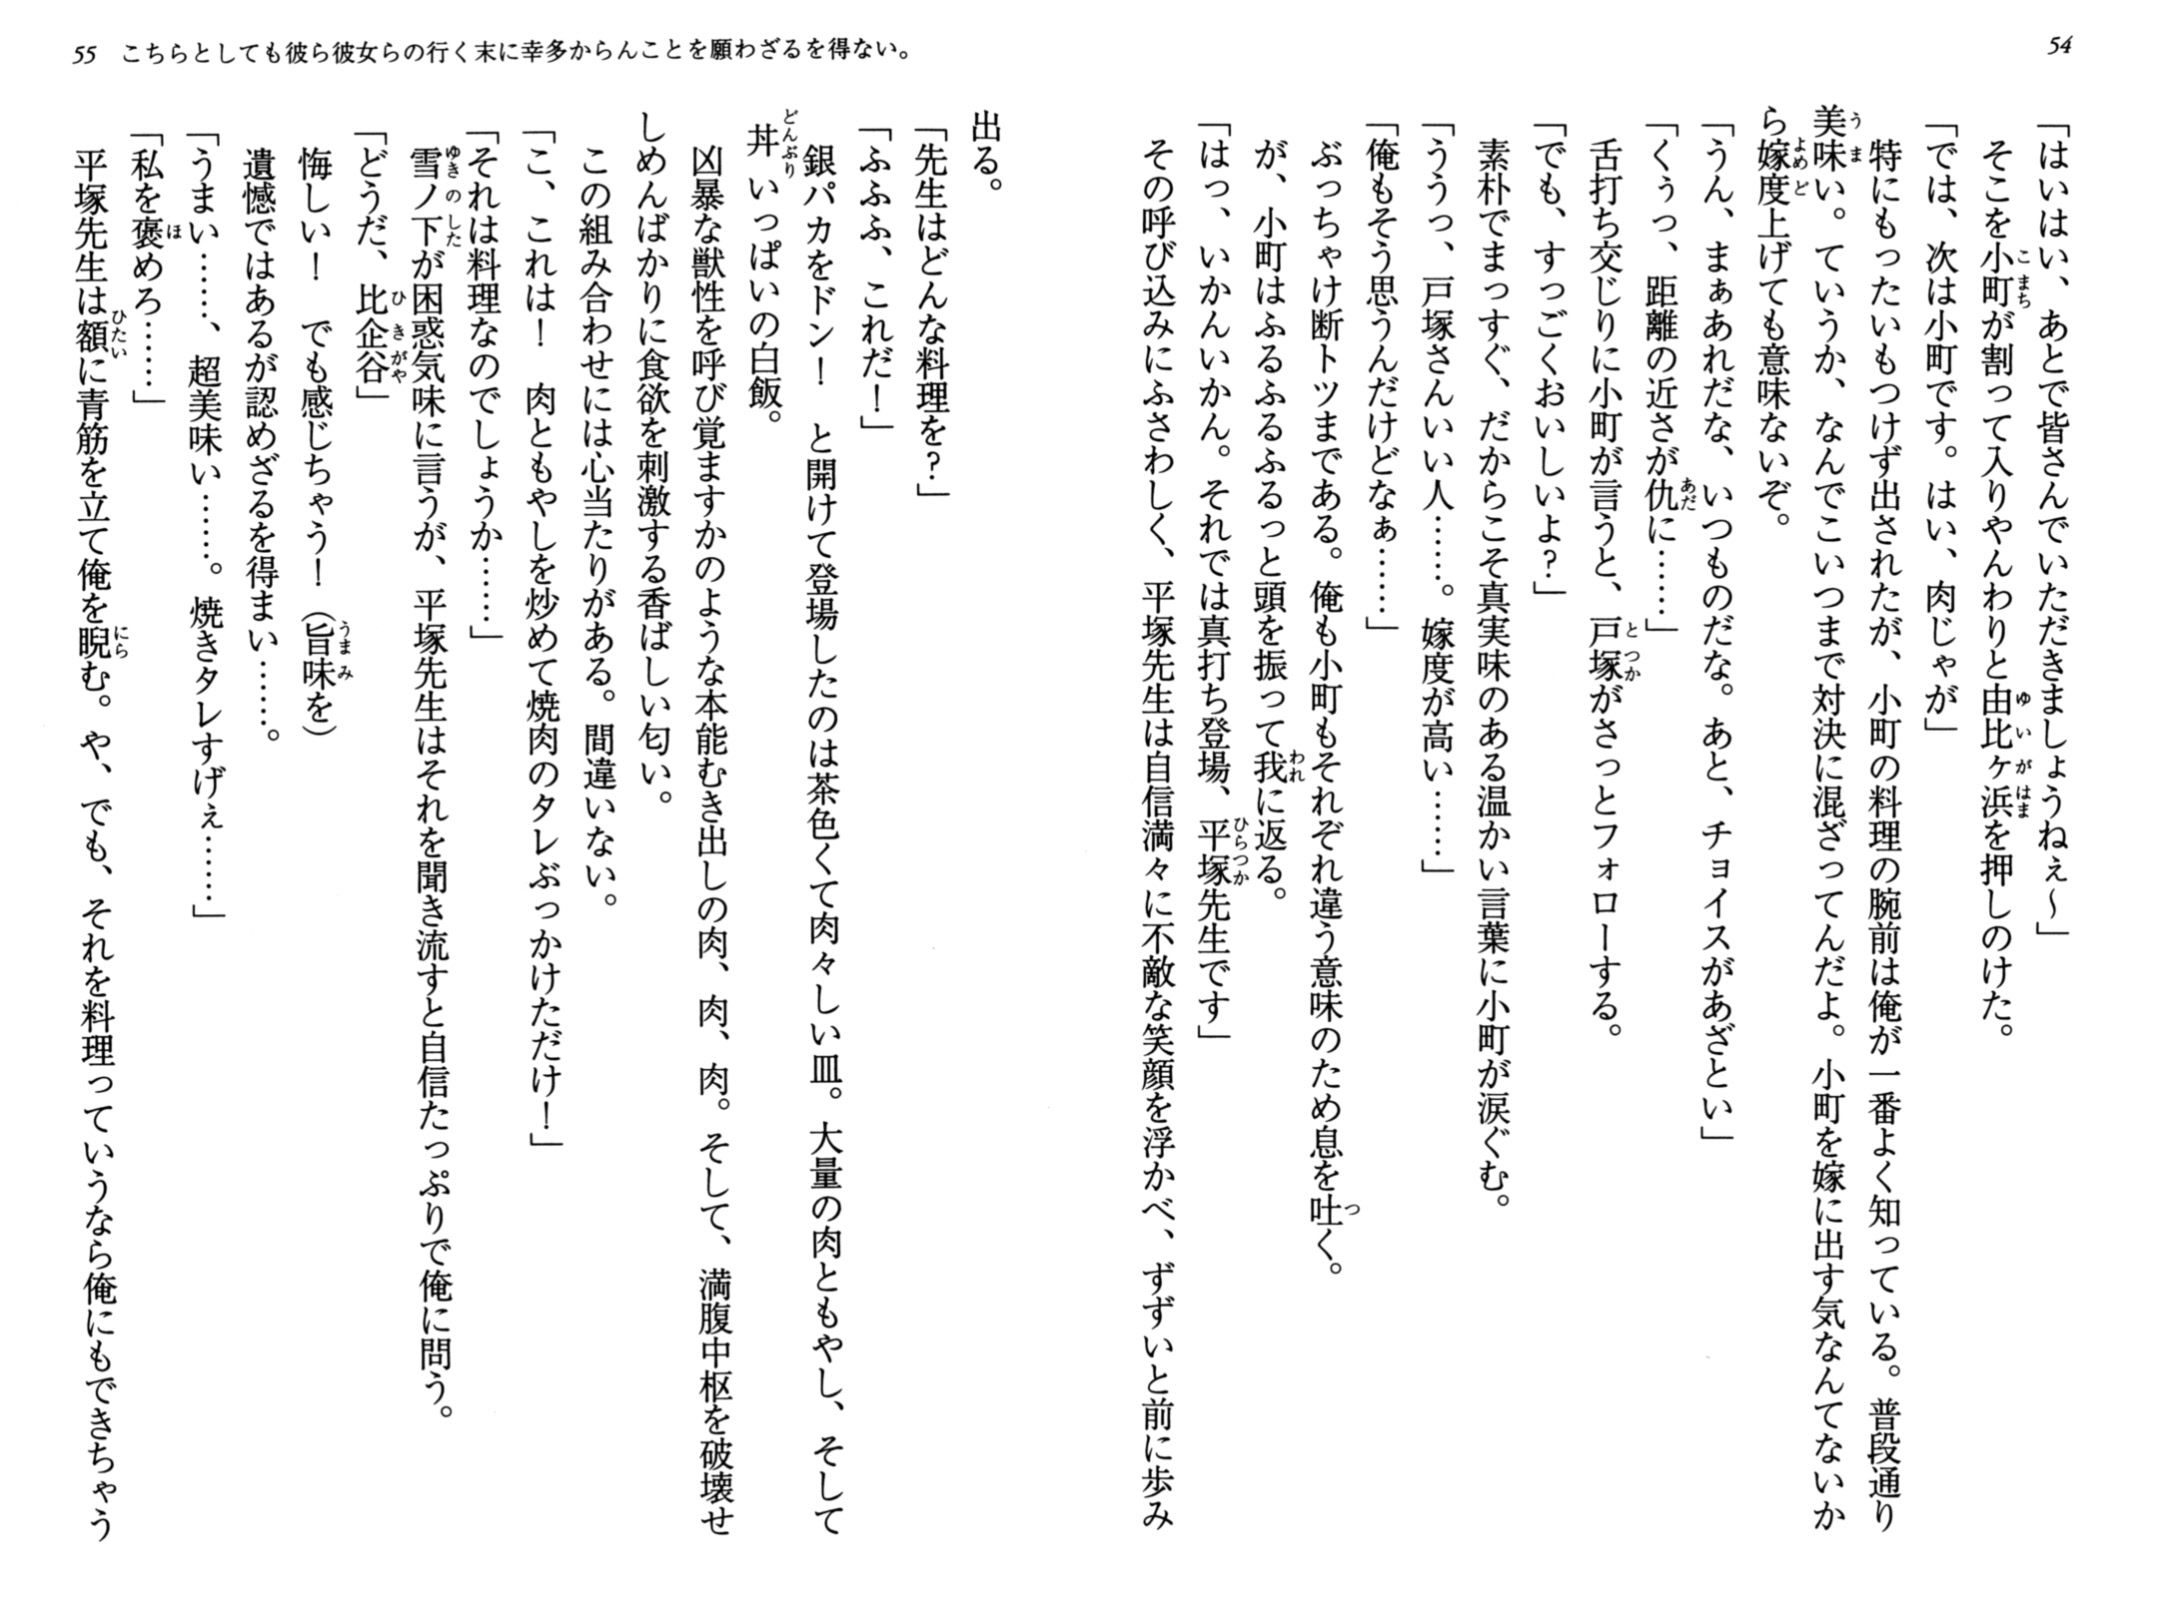 54
「はいはい、あとで皆さんでいただきましょうねぇ～」
そこを小町が割って入りやんわりと由比ヶ浜を押しのけた。
「では、次は小町です。はい、肉じゃが」
特にもったいもつけず出されたが、小町の料理の腕前は俺が一番よく知っている。普段通り
美味い。ていうか、なんでこいつまで対決に混ざってんだよ。小町を嫁に出す気なんてないか
ら嫁度上げても意味ないぞ。
「うん、まぁあれだな、いつものだな。あと、チョイスがあざとい」
「くぅっ、距離の近さが仇に……」
舌打ち交じりに小町が言うと、戸塚がさっとフォローする。
「でも、すっごくおいしいよ？」
素朴でまっすぐ、だからこそ真実味のある温かい言葉に小町が涙ぐむ。
「ううっ、戸塚さんいい人……。嫁度が高い……」
「俺もそう思うんだけどなぁ……」
ぶっちゃけ断トツまである。俺も小町もそれぞれ違う意味のため息を吐く。
が、小町はふるふるふるっと頭を振って我に返る。
「はっ、いかんいかん。それでは真打ち登場、平塚先生です」
その呼び込みにふさわしく、平塚先生は自信満々に不敵な笑顔を浮かべ、ずずいと前に歩み
55 こちらとしても彼ら彼女らの行く末に幸多からんことを願わざるを得ない。
出る。
「先生はどんな料理を？」
「ふふふ、これだ！」
銀パカをドン！　と開けて登場したのは茶色くて肉々しい皿。大量の肉ともやし、そして
丼いっぱいの白飯。
凶暴な獣性を呼び覚ますかのような本能むき出しの肉、肉、肉。そして、満腹中枢を破壊せ
しめんばかりに食欲を刺激する香ばしい匂い。
この組み合わせには心当たりがある。間違いない。
「こ、これは！　肉ともやしを炒めて焼肉のタレぶっかけただけ！」
「それは料理なのでしょうか……」
雪ノ下が困惑気味に言うが、平塚先生はそれを聞き流すと自信たっぷりで俺に問う。
「どうだ、比企谷」
悔しい！　でも感じちゃう！（旨味を）
遺憾ではあるが認めざるを得まい……。
「うまい……、超美味い……。焼きタレすげぇ……」
「私を褒めろ……」
平塚先生は額に青筋を立て俺を睨む。や、でも、それを料理っていうなら俺にもできちゃう